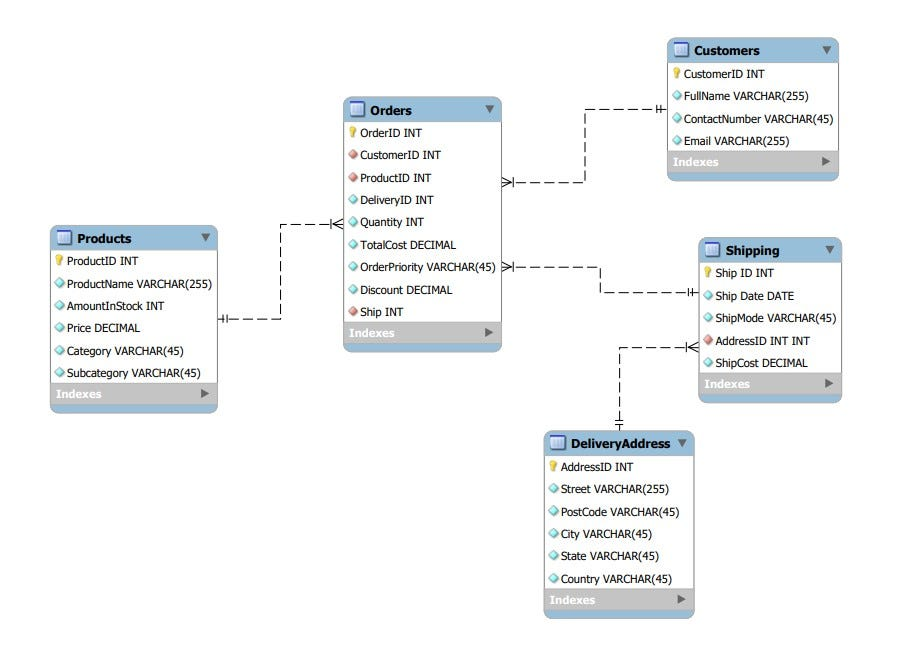 Customers
CustomerID INT
FullName VARCHAR(255)
ContactNumber VARCHAR(45)
Email VARCHAR(255)
Indexes
Orders
OrderID INT
CustomerID INT
ProductID INT
DeliveryID INT
Quantity INT
TotalCost DECIMAL
OrderPriority VARCHAR(45)
Discount DECIMAL
Ship INT
Indexes
Products
ProductID INT
ProductName VARCHAR(255)
AmountInStock INT
Price DECIMAL
Category VARCHAR(45)
Subcategory VARCHAR(45)
Indexes
Shipping
Ship ID INT
Ship Date DATE
ShipMode VARCHAR(45)
AddressID INT INT
ShipCost DECIMAL
Indexes
DeliveryAddress
AddressID INT
Street VARCHAR(255)
PostCode VARCHAR(45)
City VARCHAR(45)
State VARCHAR(45)
Country VARCHAR(45)
Indexes